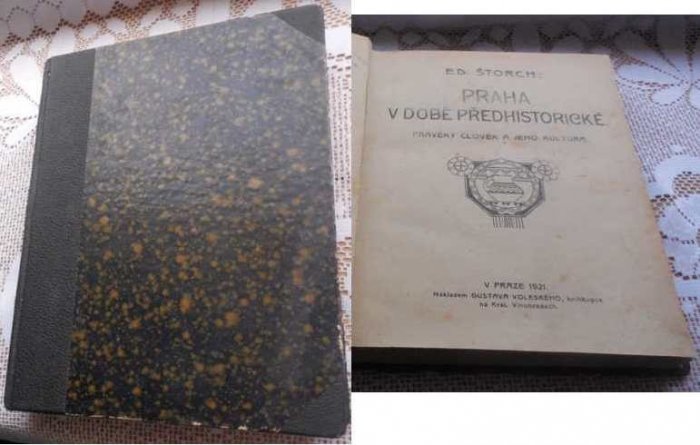 ED. ŠTORCH:
PRAHA
V DOBĚ PŘEDHISTORICKÉ
PRAVĚKÝ ČLOVĚK A JEHO KULTURA
V PRAZE 1921.
Nákladem GUSTAVA VOLESKÉHO, knihkupce
na Král. Vinohradech.